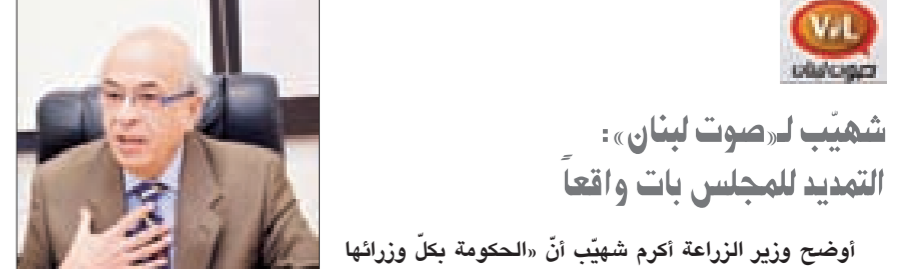 VdL
صوت لبنان
شهيّب لـ«صوت لبنان»:
التمديد للمجلس بات واقعاً
أوضح وزير الزراعة أكرم شهيّب أنّ «الحكومة بكلّ وزرائها